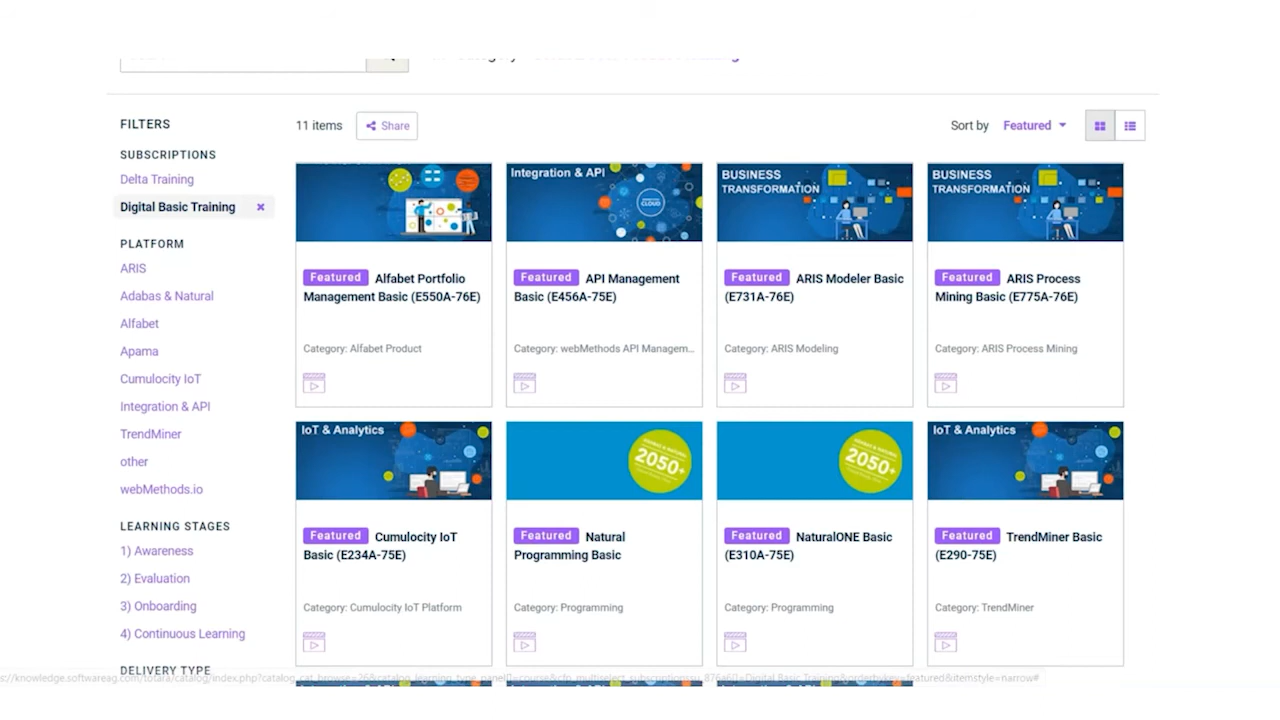 FILTERS
11 items
Share
Sort by Featured
SUBSCRIPTIONS
Delta Training
Digital Basic Training ×
PLATFORM
ARIS
Adabas & Natural
Alfabet
Apama
Cumulocity IoT
Integration & API
TrendMiner
other
webMethods.io
LEARNING STAGES
1) Awareness
2) Evaluation
3) Onboarding
4) Continuous Learning
DELIVERY TYPE
Featured Alfabet Portfolio
Management Basic (E550A-76E)
Category: Alfabet Product
Integration & API
CLOUD
Featured API Management
Basic (E456A-75E)
Category: webMethods API Managem...
BUSINESS
TRANSFORMATION
Featured ARIS Modeler Basic
(E731A-76E)
Category: ARIS Modeling
BUSINESS
TRANSFORMATION
Featured ARIS Process
Mining Basic (E775A-76E)
Category: ARIS Process Mining
IoT & Analytics
Featured Cumulocity IoT
Basic (E234A-75E)
Category: Cumulocity IoT Platform
ADABAS & NATURAL
2050+
Featured Natural
Programming Basic
Category: Programming
ADABAS & NATURAL
2050+
Featured NaturalONE Basic
(E310A-75E)
Category: Programming
IoT & Analytics
Featured TrendMiner Basic
(E290-75E)
Category: TrendMiner